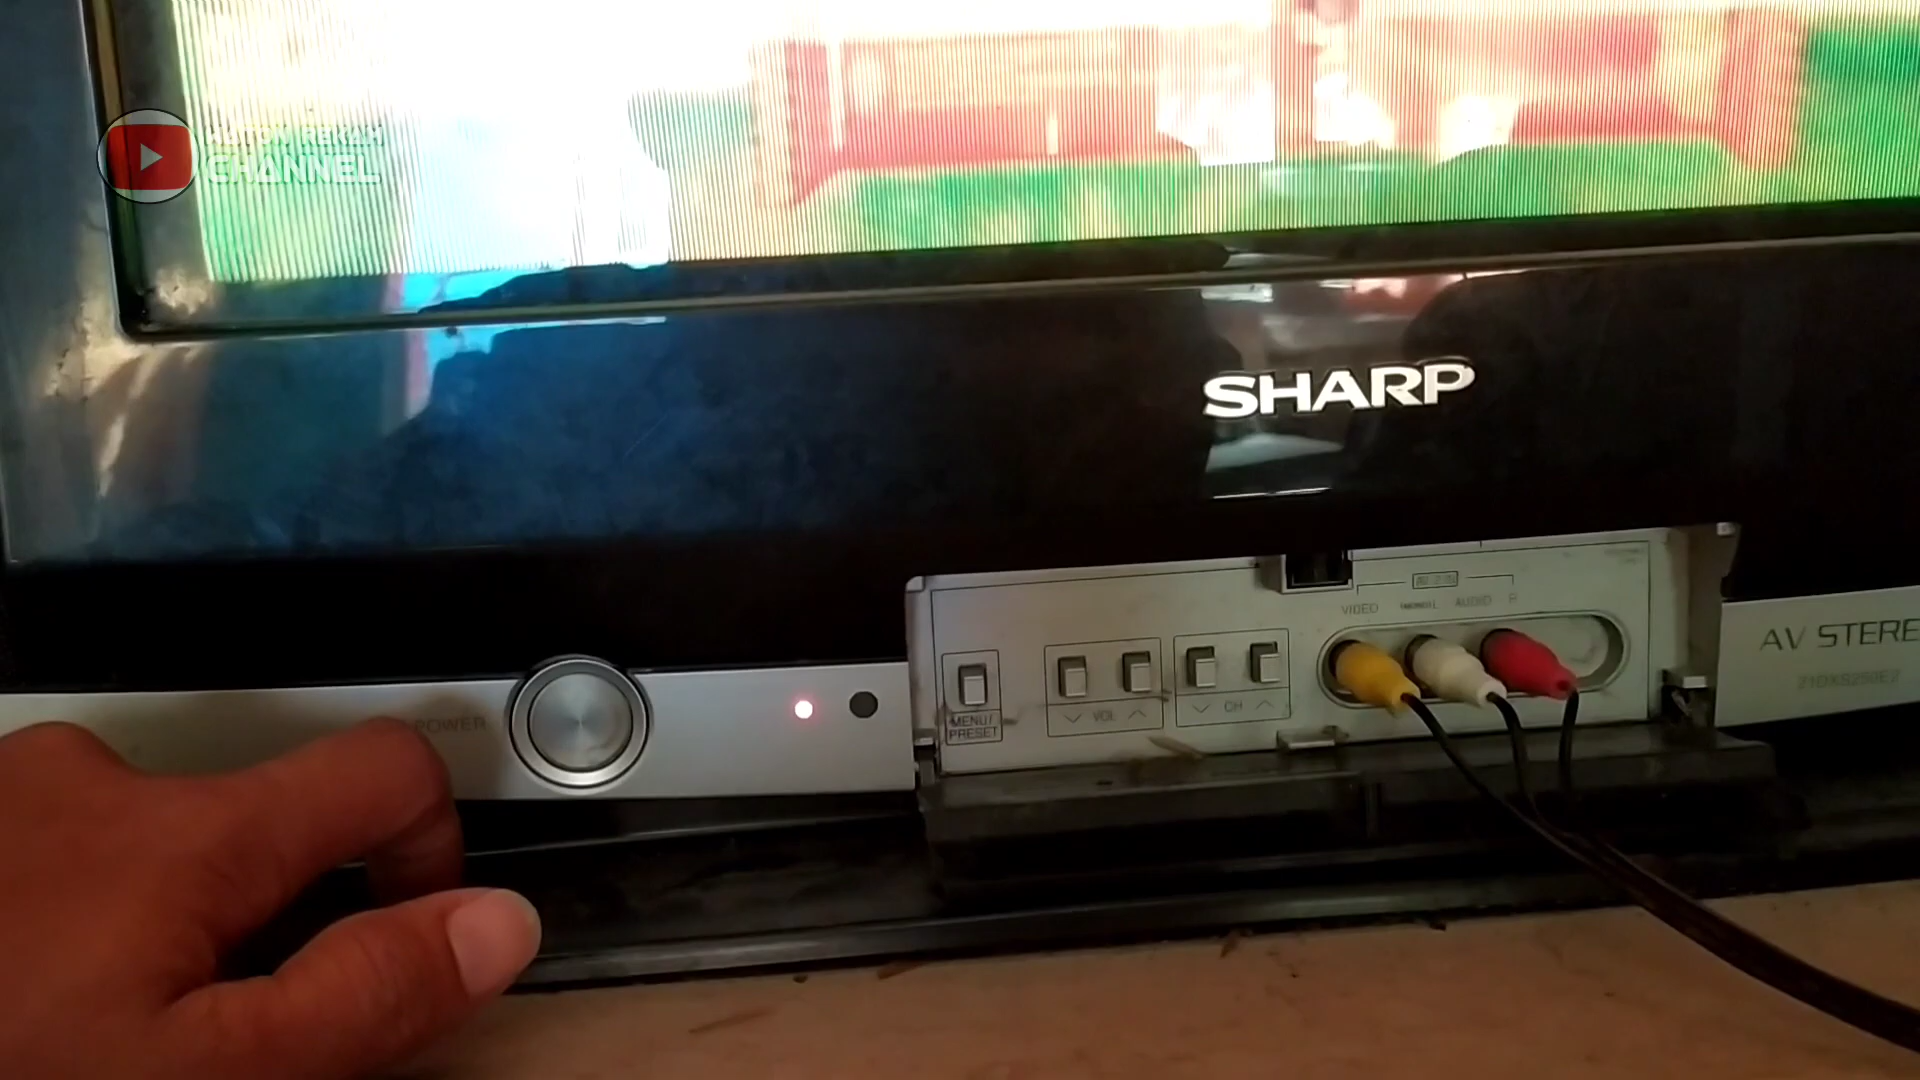 CHANNEL
SHARP
VIDEO
AUDIO R
AV STERE
POWER
MENU/
PRESET
VOL
CH